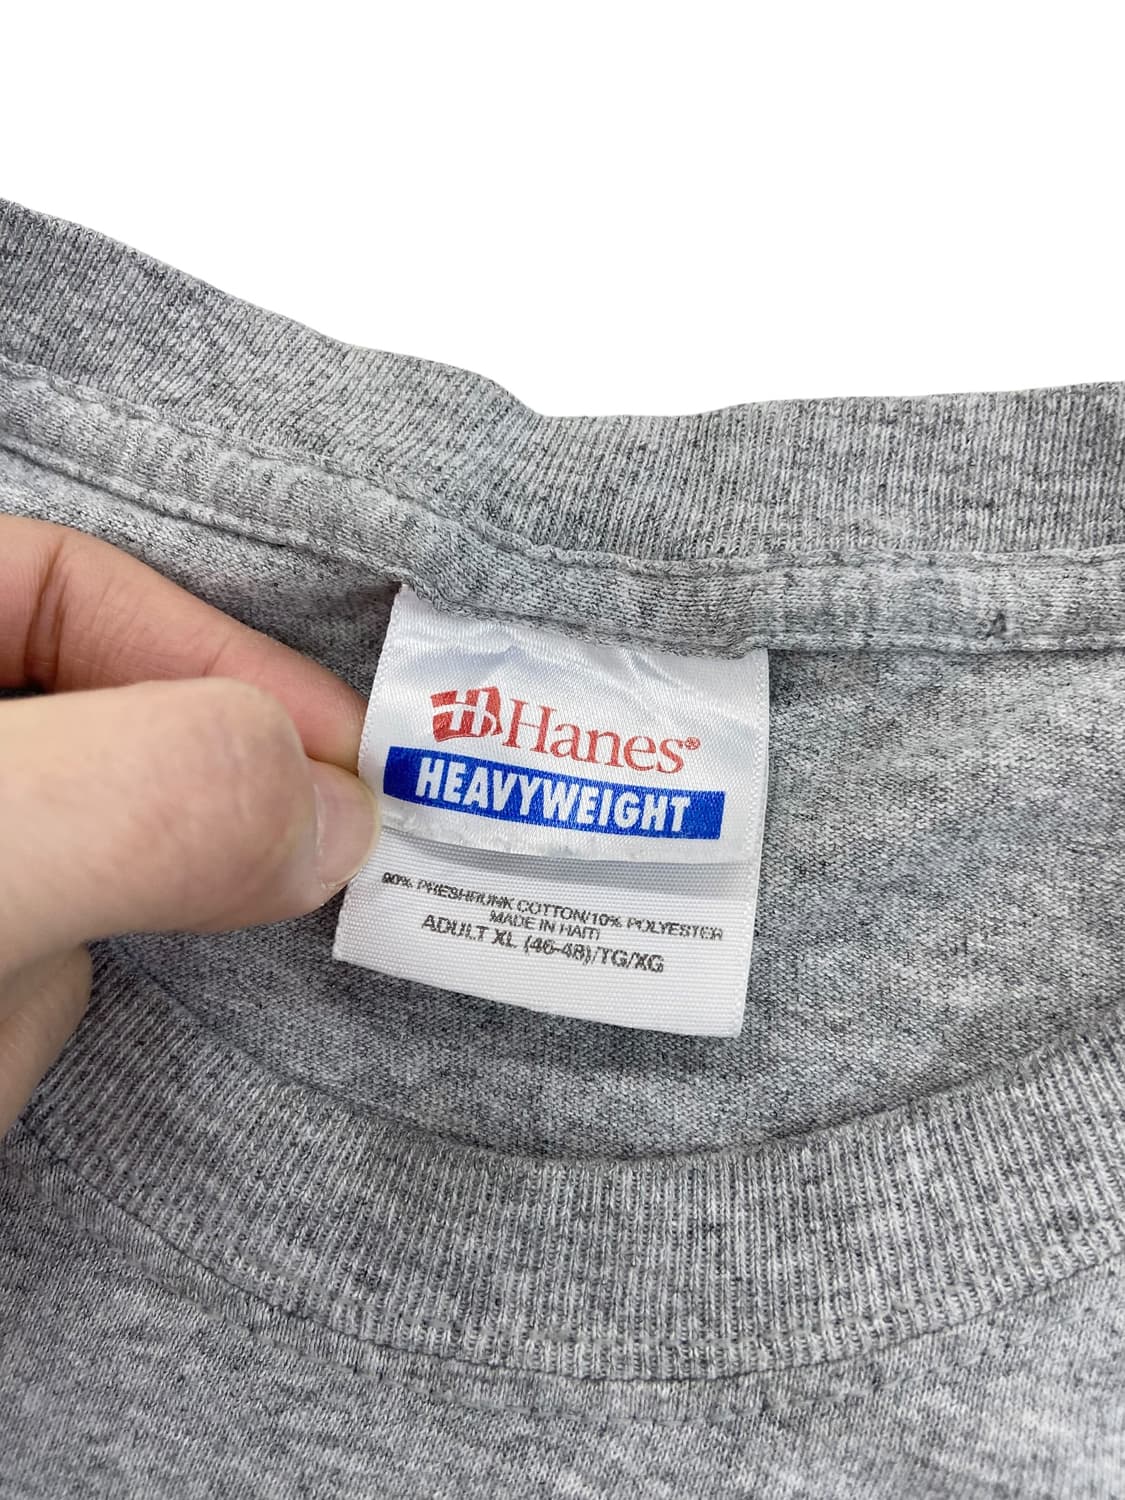 H Hanes®
HEAVYWEIGHT
90% PRESHRUNK COTTON/10% POLYESTER
MADE IN HAITI
ADULT XL (46-48)/TG/XG